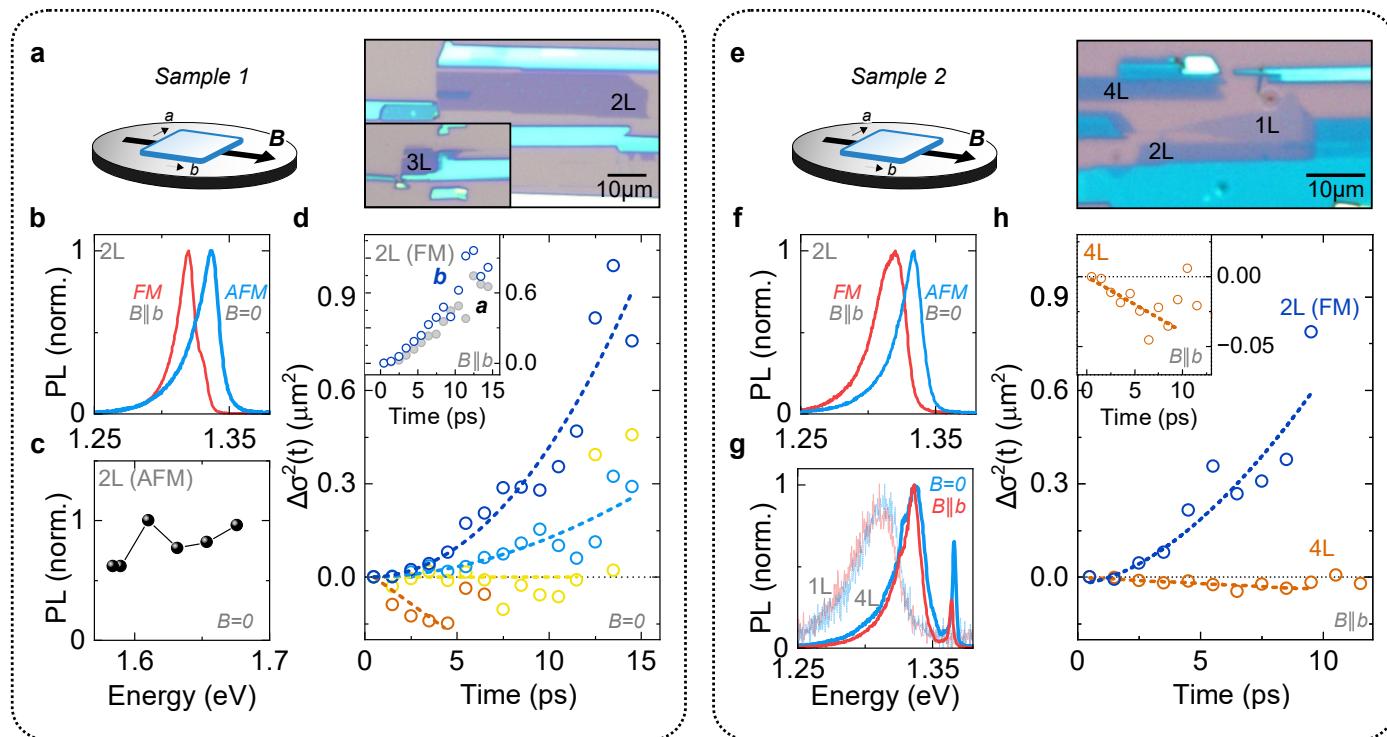 a
Sample 1
a
B
b
2L
3L
10μm
b
PL (norm.)
1
0
2L
FM
B∥b
AFM
B=0
1.25
1.35
c
PL (norm.)
1
0
2L (AFM)
B=0
1.6
1.7
Energy (eV)
d
Δσ²(t) (μm²)
0.9
0.6
0.3
0.0
2L (FM)
b
a
B∥b
0.6
0.0
0
5
10
15
Time (ps)
B=0
0
5
10
15
Time (ps)
e
Sample 2
a
B
b
4L
1L
2L
10μm
f
PL (norm.)
1
0
FM
B∥b
AFM
B=0
1.25
1.35
g
PL (norm.)
1
0
B=0
B∥b
1L
4L
1.25
1.35
Energy (eV)
h
Δσ²(t) (μm²)
0.9
0.6
0.3
0.0
4L
0.00
−0.05
B∥b
0
5
10
Time (ps)
2L (FM)
4L
B∥b
0
5
10
Time (ps)